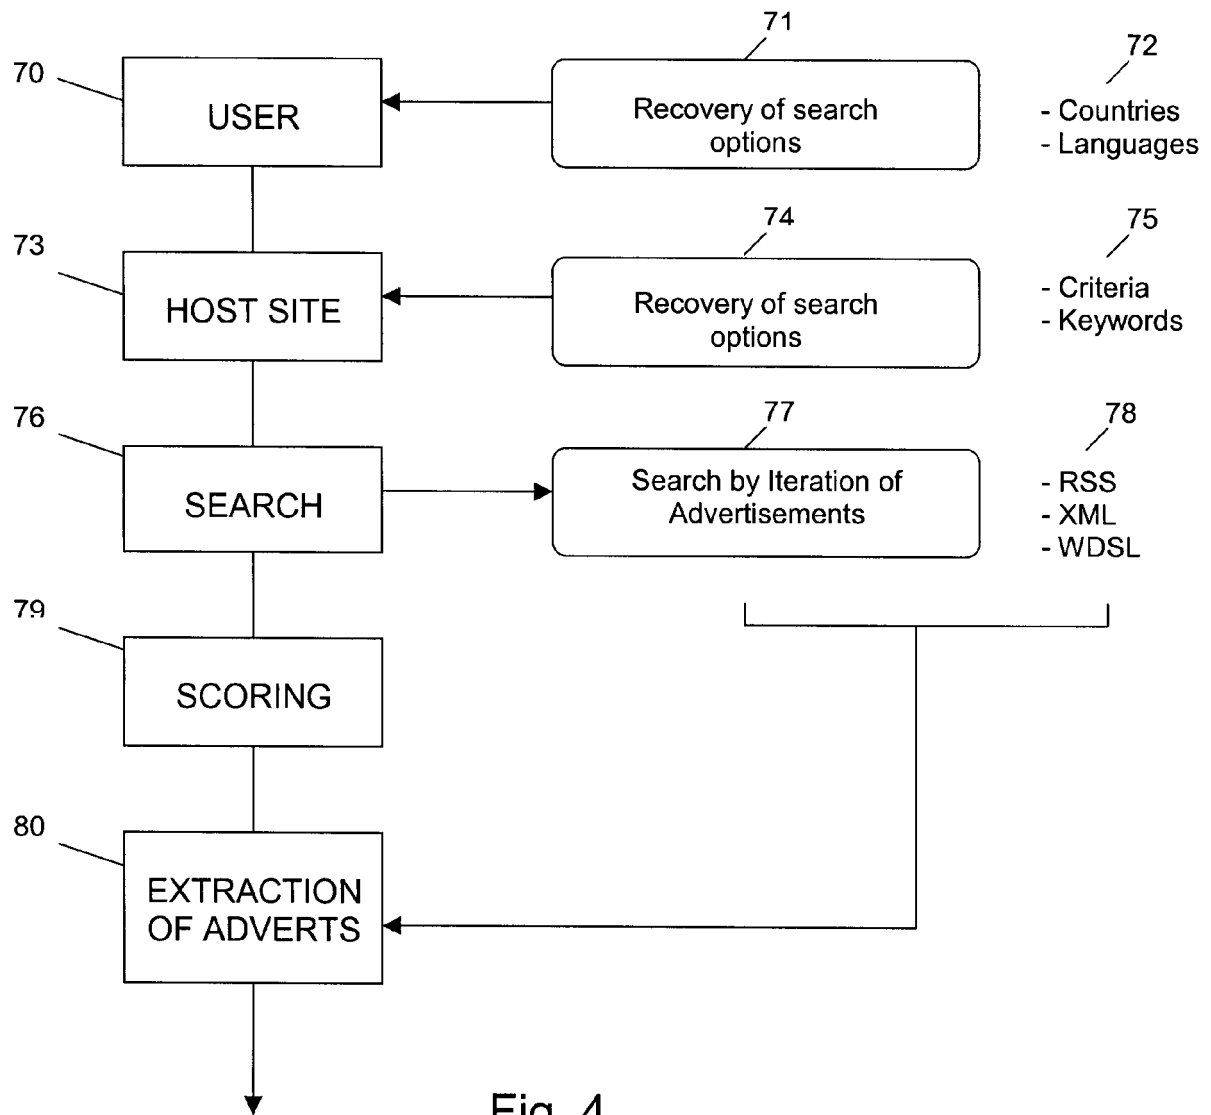 71
72
70
USER
Recovery of search
options
- Countries
- Languages
73
74
75
HOST SITE
Recovery of search
options
- Criteria
- Keywords
76
77
78
SEARCH
Search by Iteration of
Advertisements
- RSS
- XML
- WDSL
79
SCORING
80
EXTRACTION
OF ADVERTS
Fig. 4